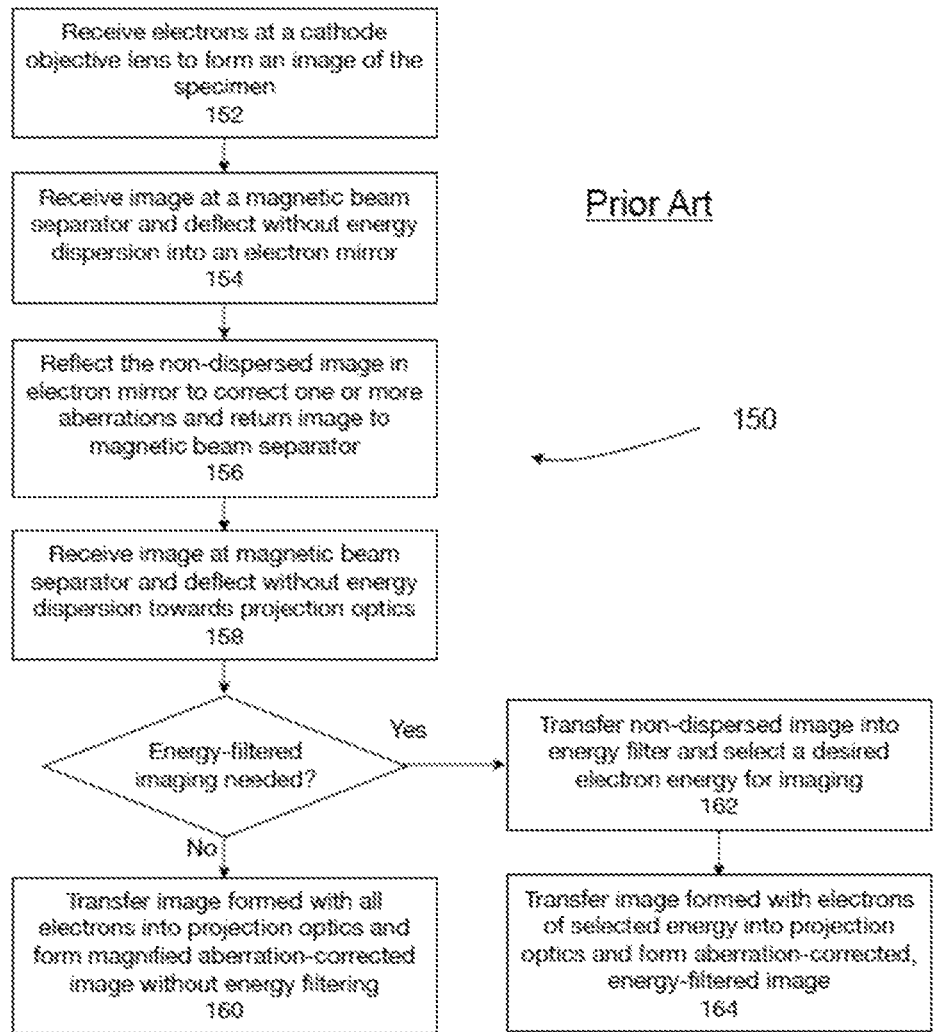 Receive electrons at a cathode
objective lens to form an image of the
specimen
152
Receive image at a magnetic beam
separator and deflect without energy
dispersion into an electron mirror
154
Prior Art
Reflect the non-dispersed image in
electron mirror to correct one or more
aberrations and return image to
magnetic beam separator
156
150
Receive image at magnetic beam
separator and deflect without energy
dispersion towards projection optics
158
Energy-filtered
imaging needed?
Yes
No
Transfer non-dispersed image into
energy filter and select a desired
electron energy for imaging
162
Transfer image formed with all
electrons into projection optics and
form magnified aberration-corrected
image without energy filtering
160
Transfer image formed with electrons
of selected energy into projection
optics and form aberration-corrected,
energy-filtered image
164